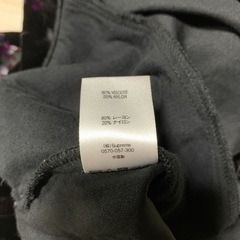 80% VISCOSE
20% NYLON
80% レーヨン
20% ナイロン
(株)Supreme
0570-057-300
中国製